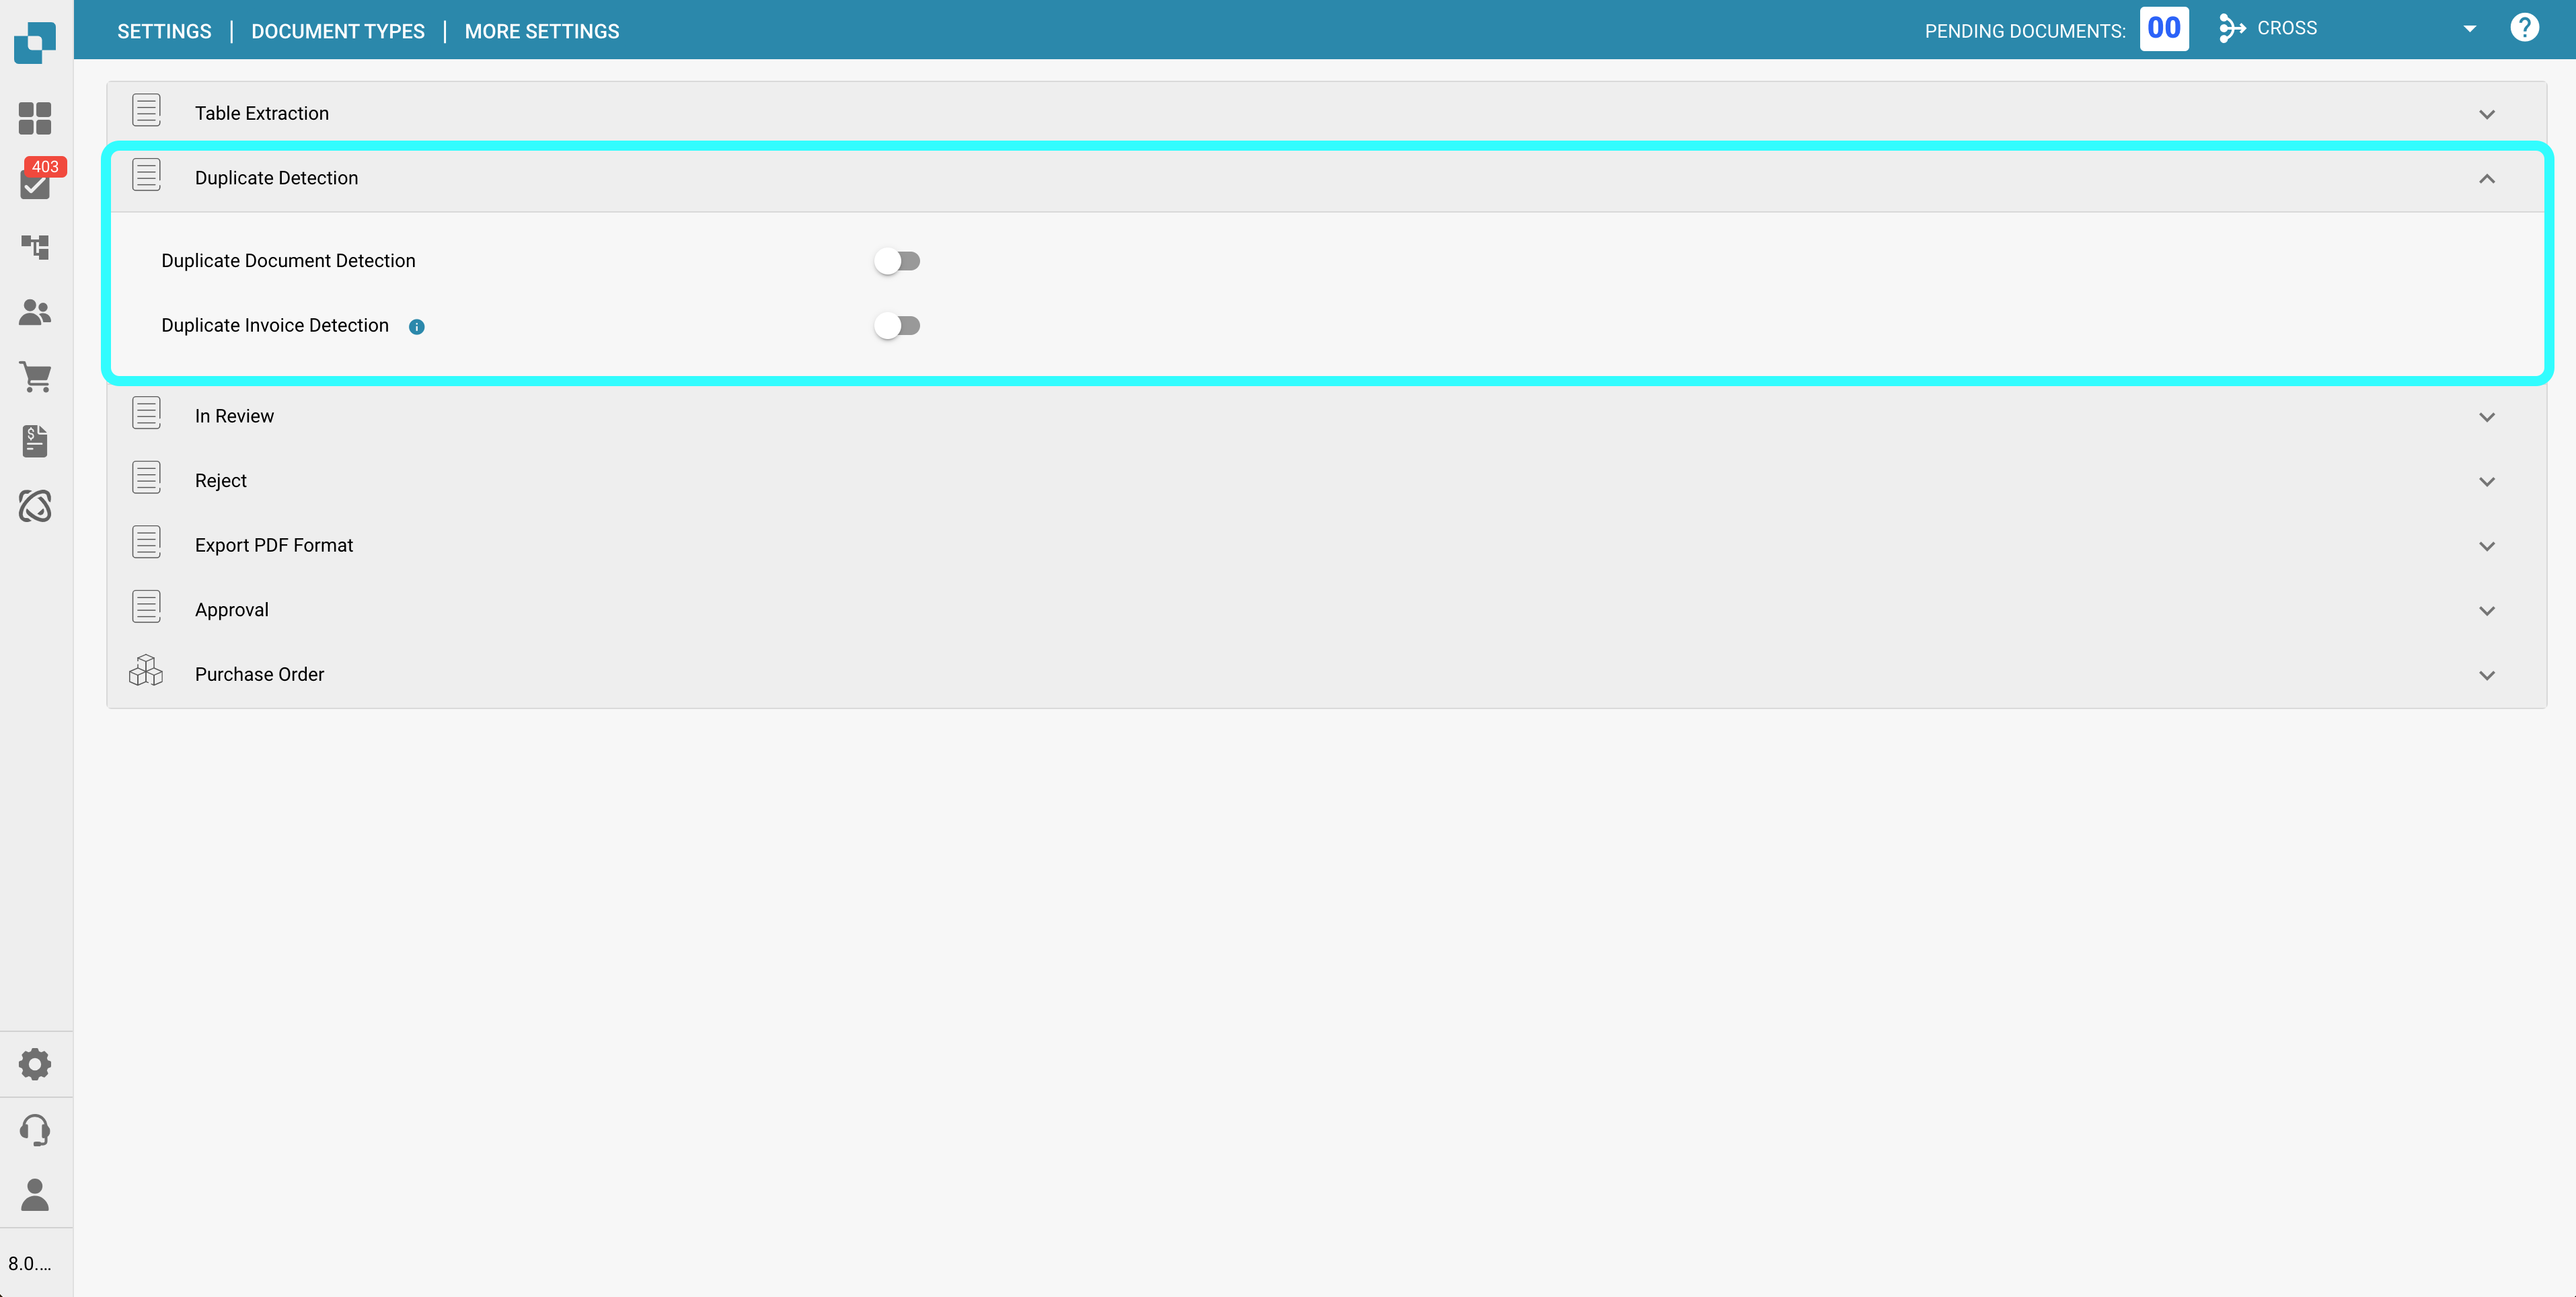 SETTINGS | DOCUMENT TYPES | MORE SETTINGS
PENDING DOCUMENTS: 00 CROSS
403
Table Extraction
Duplicate Detection
Duplicate Document Detection
Duplicate Invoice Detection
In Review
Reject
Export PDF Format
Approval
Purchase Order
8.0....